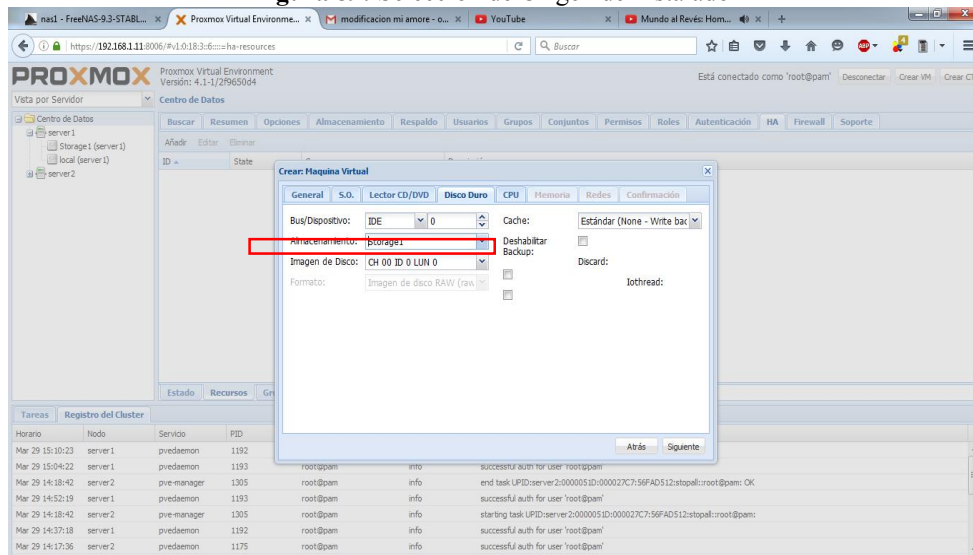 nas1 - FreeNAS-9.3-STABL...
Proxmox Virtual Environme...
modificacion mi amore - o...
YouTube
Mundo al Revés: Hom...
https://192.168.1.11:8006/#v1:0:18:3::6:::::=ha-resources
Buscar
PROXMOX
Proxmox Virtual Environment
Versión: 4.1-1/2f9650d4
Está conectado como 'root@pam' Desconectar Crear VM Crear CT
Vista por Servidor
Centro de Datos
Centro de Datos
server1
Storage1 (server1)
local (server1)
server2
Buscar Resumen Opciones Almacenamiento Respaldo Usuarios Grupos Conjuntos Permisos Roles Autenticación HA Firewall Soporte
Añadir Editar Eliminar
ID State
Crear: Maquina Virtual
General S.O. Lector CD/DVD Disco Duro CPU Memoria Redes Confirmación
Bus/Dispositivo: IDE 0
Almacenamiento: Storage1
Imagen de Disco: CH 00 ID 0 LUN 0
Formato: Imagen de disco RAW (raw
Cache: Estándar (None - Write bac
Deshabilitar Backup:
Discard:
Iothread:
Atrás Siguiente
Estado Recursos
Tareas Registro del Cluster
Horario Nodo Servicio PID
Mar 29 15:10:23 server1 pvedaemon 1192
Mar 29 15:04:22 server1 pvedaemon 1193 root@pam info successful auth for user 'root@pam'
Mar 29 14:18:42 server2 pve-manager 1305 root@pam info end task UPID:server2:0000051D:000027C7:56FAD512:stopall::root@pam: OK
Mar 29 14:52:19 server1 pvedaemon 1193 root@pam info successful auth for user 'root@pam'
Mar 29 14:18:42 server2 pve-manager 1305 root@pam info starting task UPID:server2:0000051D:000027C7:56FAD512:stopall::root@pam:
Mar 29 14:37:18 server1 pvedaemon 1192 root@pam info successful auth for user 'root@pam'
Mar 29 14:17:36 server2 pvedaemon 1175 root@pam info successful auth for user 'root@pam'